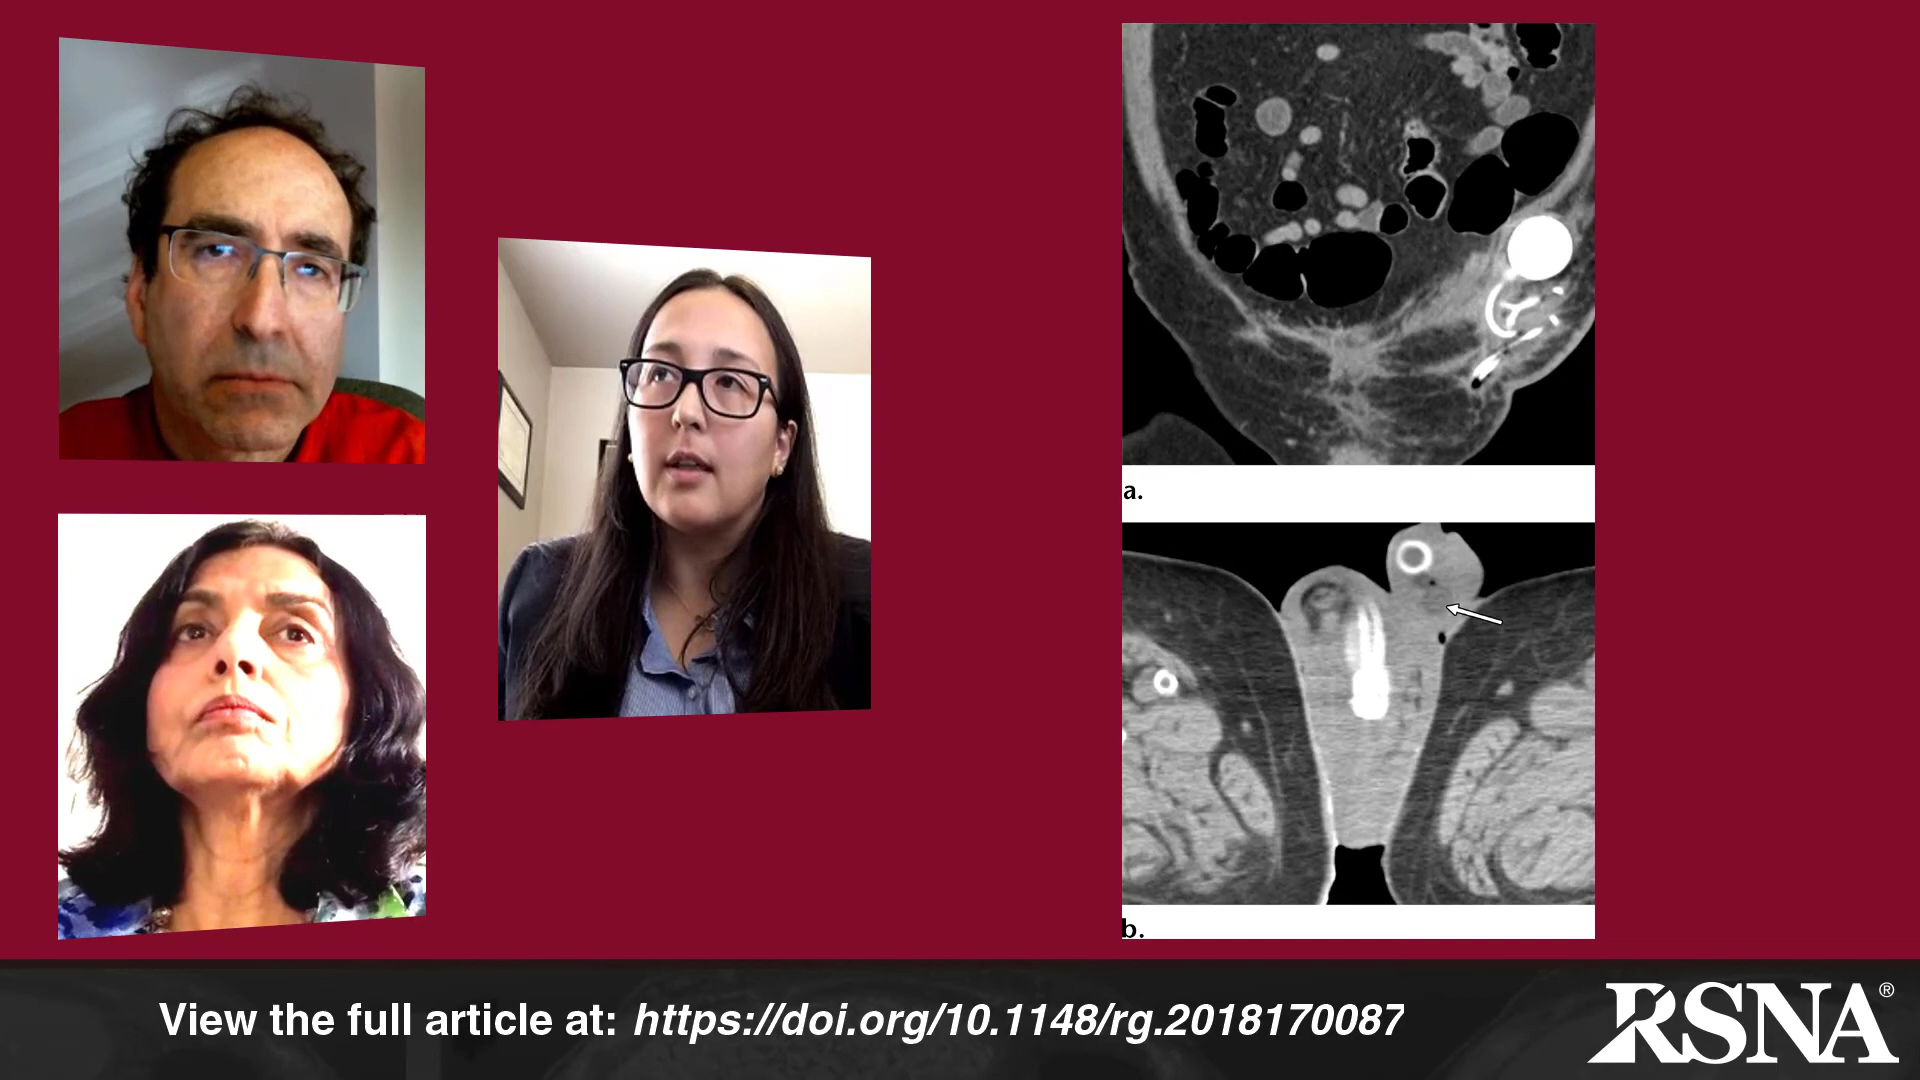 a.
b.
View the full article at: https://doi.org/10.1148/rg.2018170087
RSNA®